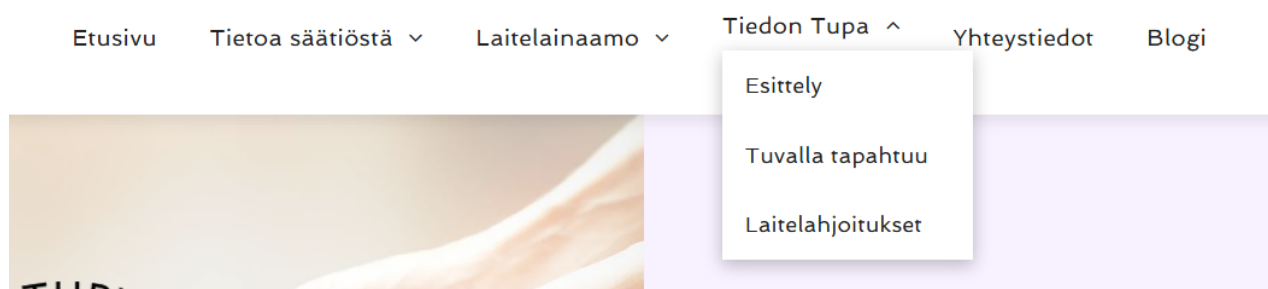 Etusivu Tietoa säätiöstä Laitelainaamo Tiedon Tupa Yhteystiedot Blogi
Esittely
Tuvalla tapahtuu
Laitelahjoitukset